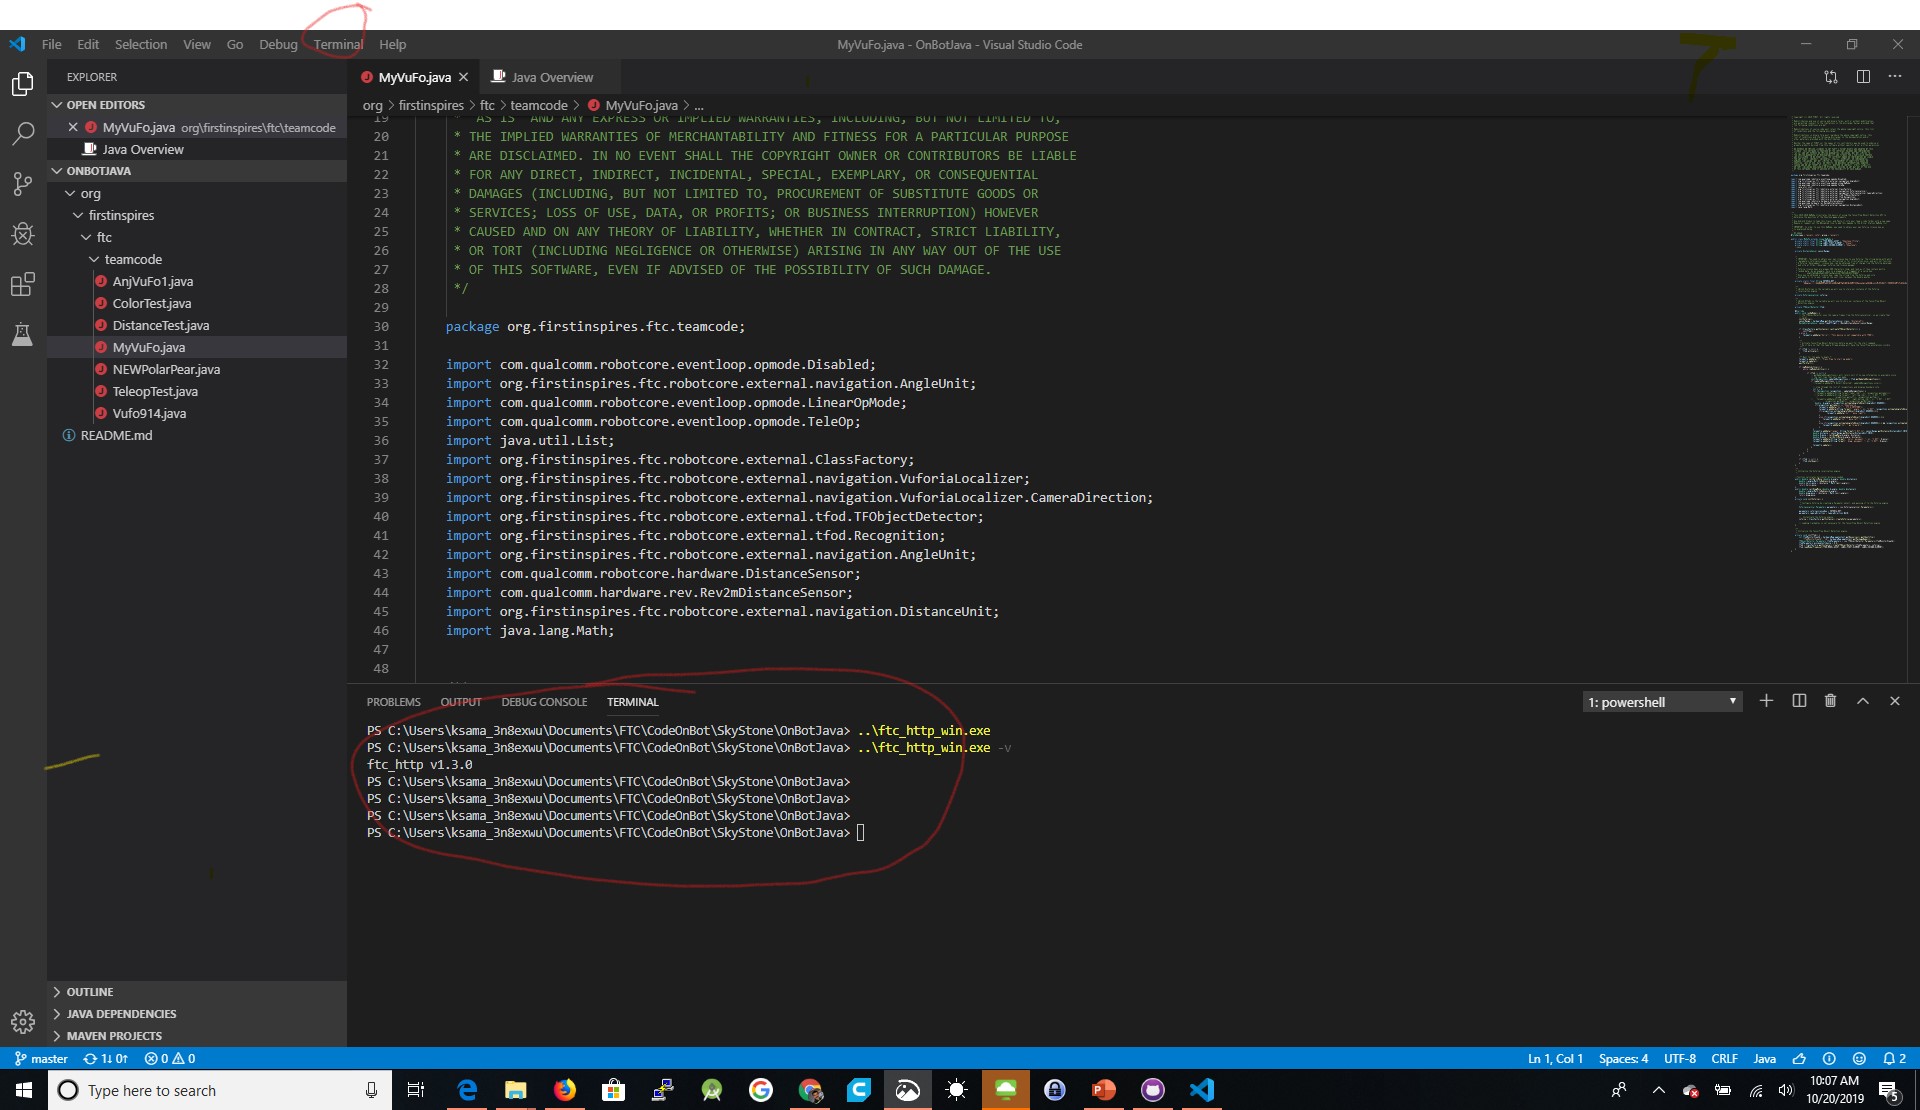 File Edit Selection View Go Debug Terminal Help
MyVuFo.java - OnBotJava - Visual Studio Code
EXPLORER
OPEN EDITORS
MyVuFo.java org\firstinspires\ftc\teamcode
Java Overview
ONBOTJAVA
org
firstinspires
ftc
teamcode
AnjVuFo1.java
ColorTest.java
DistanceTest.java
MyVuFo.java
NEWPolarPear.java
TeleopTest.java
Vufo914.java
README.md
OUTLINE
JAVA DEPENDENCIES
MAVEN PROJECTS
MyVuFo.java Java Overview
org > firstinspires > ftc > teamcode > MyVuFo.java > ...
19 * "AS IS" AND ANY EXPRESS OR IMPLIED WARRANTIES, INCLUDING, BUT NOT LIMITED TO,
20 * THE IMPLIED WARRANTIES OF MERCHANTABILITY AND FITNESS FOR A PARTICULAR PURPOSE
21 * ARE DISCLAIMED. IN NO EVENT SHALL THE COPYRIGHT OWNER OR CONTRIBUTORS BE LIABLE
22 * FOR ANY DIRECT, INDIRECT, INCIDENTAL, SPECIAL, EXEMPLARY, OR CONSEQUENTIAL
23 * DAMAGES (INCLUDING, BUT NOT LIMITED TO, PROCUREMENT OF SUBSTITUTE GOODS OR
24 * SERVICES; LOSS OF USE, DATA, OR PROFITS; OR BUSINESS INTERRUPTION) HOWEVER
25 * CAUSED AND ON ANY THEORY OF LIABILITY, WHETHER IN CONTRACT, STRICT LIABILITY,
26 * OR TORT (INCLUDING NEGLIGENCE OR OTHERWISE) ARISING IN ANY WAY OUT OF THE USE
27 * OF THIS SOFTWARE, EVEN IF ADVISED OF THE POSSIBILITY OF SUCH DAMAGE.
28 */
29
30 package org.firstinspires.ftc.teamcode;
31
32 import com.qualcomm.robotcore.eventloop.opmode.Disabled;
33 import org.firstinspires.ftc.robotcore.external.navigation.AngleUnit;
34 import com.qualcomm.robotcore.eventloop.opmode.LinearOpMode;
35 import com.qualcomm.robotcore.eventloop.opmode.TeleOp;
36 import java.util.List;
37 import org.firstinspires.ftc.robotcore.external.ClassFactory;
38 import org.firstinspires.ftc.robotcore.external.navigation.VuforiaLocalizer;
39 import org.firstinspires.ftc.robotcore.external.navigation.VuforiaLocalizer.CameraDirection;
40 import org.firstinspires.ftc.robotcore.external.tfod.TFObjectDetector;
41 import org.firstinspires.ftc.robotcore.external.tfod.Recognition;
42 import org.firstinspires.ftc.robotcore.external.navigation.AngleUnit;
43 import com.qualcomm.robotcore.hardware.DistanceSensor;
44 import com.qualcomm.hardware.rev.Rev2mDistanceSensor;
45 import org.firstinspires.ftc.robotcore.external.navigation.DistanceUnit;
46 import java.lang.Math;
47
48
PROBLEMS OUTPUT DEBUG CONSOLE TERMINAL 1: powershell
PS C:\Users\ksama_3n8exwu\Documents\FTC\CodeOnBot\SkyStone\OnBotJava> ..\ftc_http_win.exe
PS C:\Users\ksama_3n8exwu\Documents\FTC\CodeOnBot\SkyStone\OnBotJava> ..\ftc_http_win.exe -v
ftc_http v1.3.0
PS C:\Users\ksama_3n8exwu\Documents\FTC\CodeOnBot\SkyStone\OnBotJava>
PS C:\Users\ksama_3n8exwu\Documents\FTC\CodeOnBot\SkyStone\OnBotJava>
PS C:\Users\ksama_3n8exwu\Documents\FTC\CodeOnBot\SkyStone\OnBotJava>
PS C:\Users\ksama_3n8exwu\Documents\FTC\CodeOnBot\SkyStone\OnBotJava>
master 1↓ 0↑ 0 0 Ln 1, Col 1 Spaces: 4 UTF-8 CRLF Java 2
Type here to search
10:07 AM
10/20/2019
5